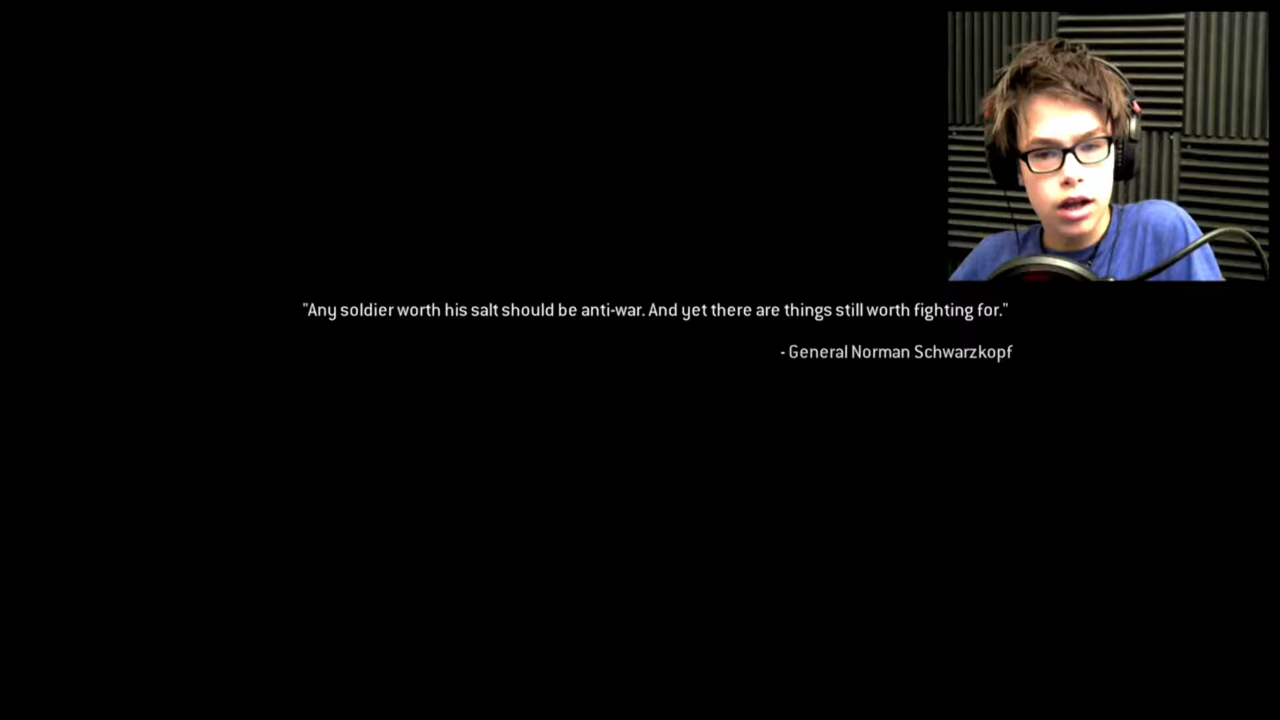 "Any soldier worth his salt should be anti-war. And yet there are things still worth fighting for."
- General Norman Schwarzkopf